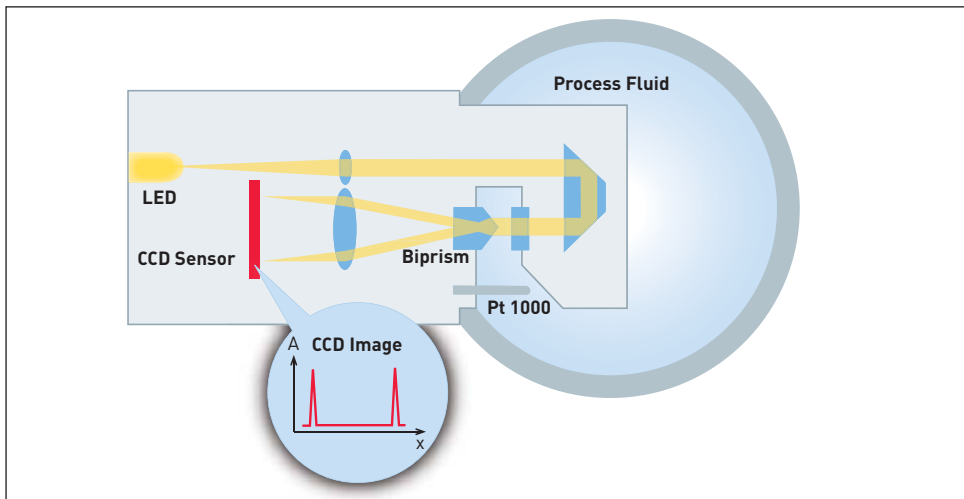 Process Fluid
LED
CCD Sensor
Biprism
Pt 1000
A
CCD Image
x